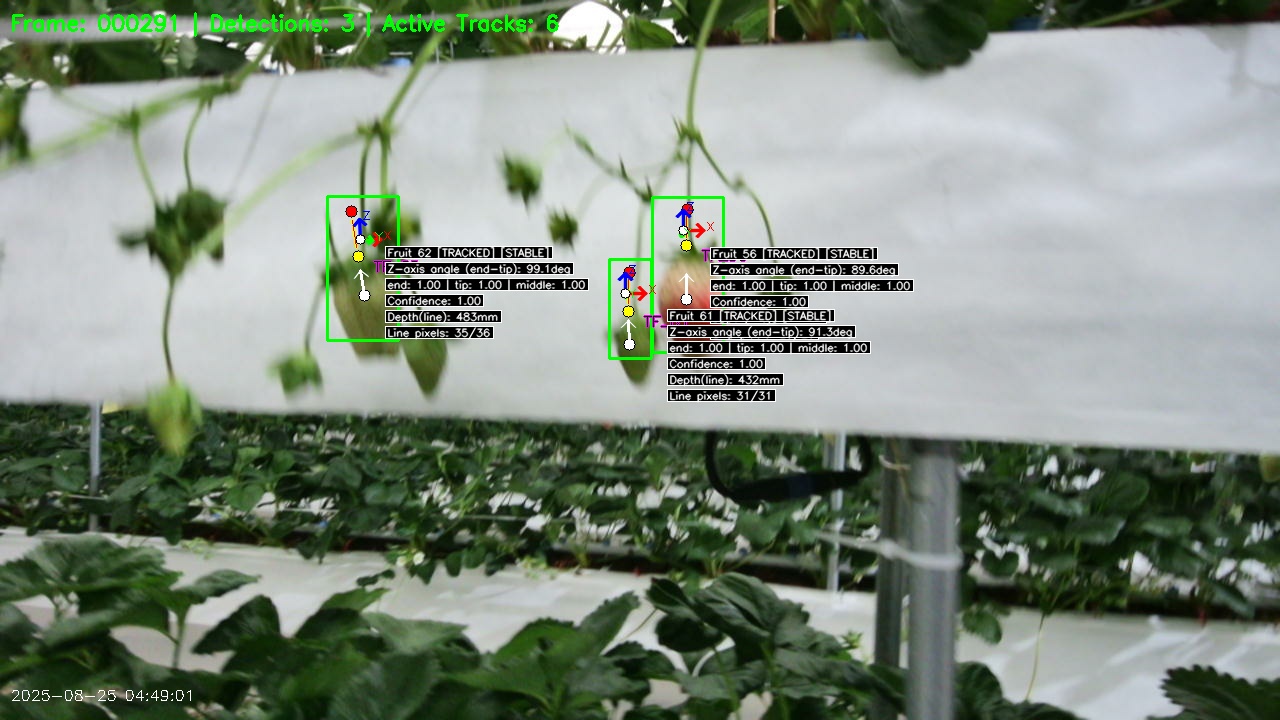 Frame: 000291 | Detections: 3 | Active Tracks: 6
Z
X
Fruit 62 [TRACKED] [STABLE]
Z-axis angle (end-tip): 99.1deg
end: 1.00 | tip: 1.00 | middle: 1.00
Confidence: 1.00
Depth(line): 483mm
Line pixels: 35/36
Z
X
Fruit 56 [TRACKED] [STABLE]
Z-axis angle (end-tip): 89.6deg
end: 1.00 | tip: 1.00 | middle: 1.00
Confidence: 1.00
Z
X
Fruit 61 [TRACKED] [STABLE]
Z-axis angle (end-tip): 91.3deg
end: 1.00 | tip: 1.00 | middle: 1.00
Confidence: 1.00
Depth(line): 432mm
Line pixels: 31/31
2025-08-25 04:49:01